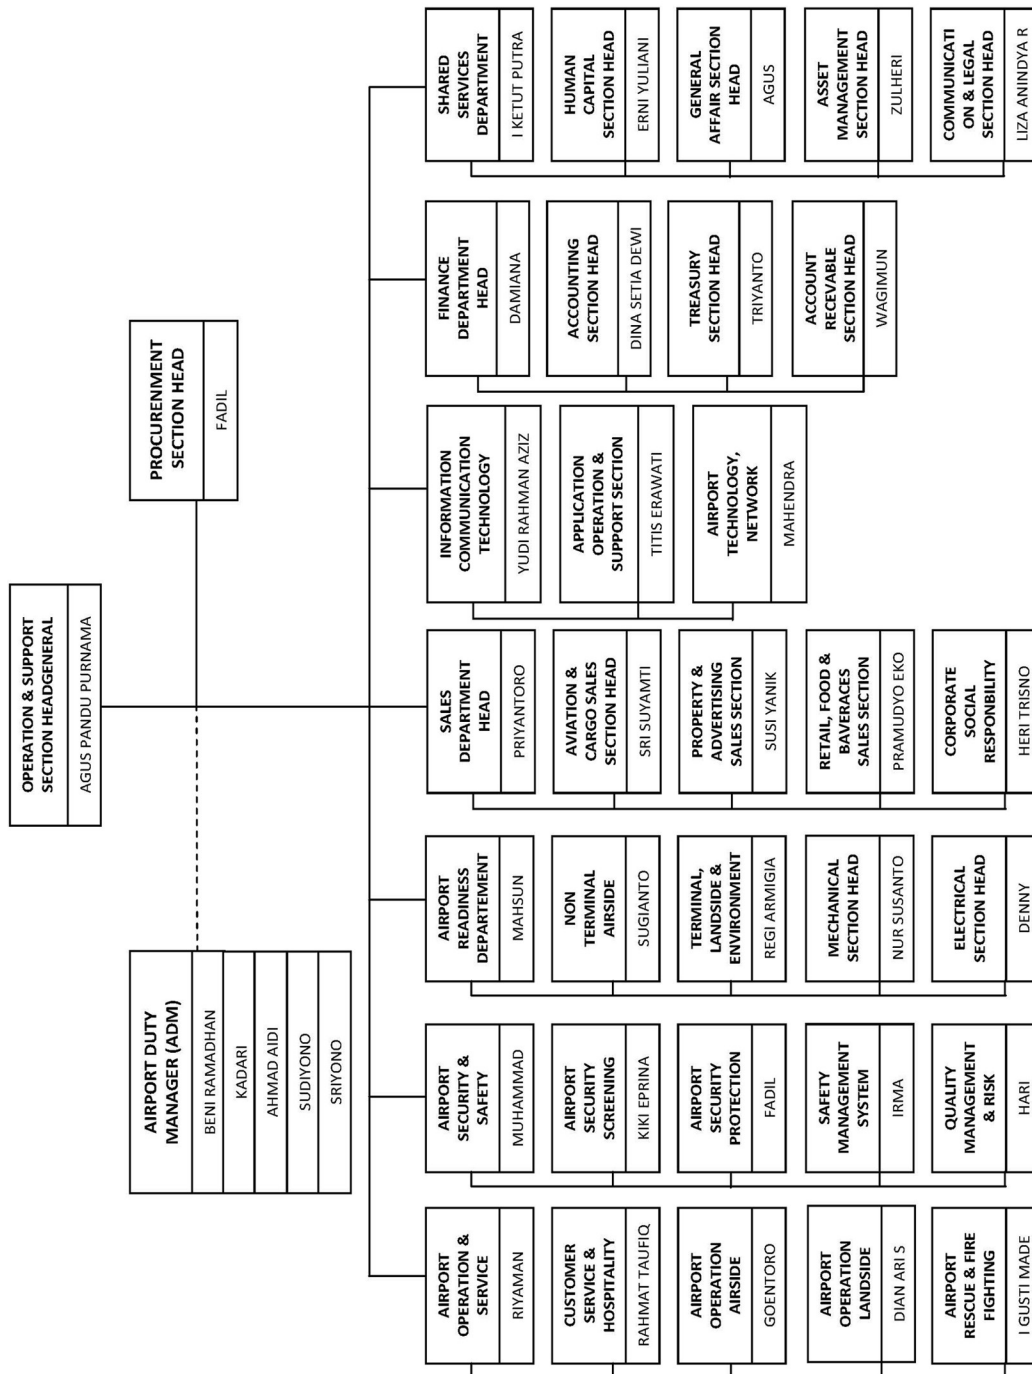 OPERATION & SUPPORT
SECTION HEADGENERAL
AGUS PANDU PURNAMA
AIRPORT DUTY
MANAGER (ADM)
BENI RAMADHAN
KADARI
AHMAD AIDI
SUDIYONO
SRIYONO
PROCURENMENT
SECTION HEAD
FADIL
AIRPORT
OPERATION &
SERVICE
RIYAMAN
CUSTOMER
SERVICE &
HOSPITALITY
RAHMAT TAUFIQ
AIRPORT
OPERATION
AIRSIDE
GOENTORO
AIRPORT
OPERATION
LANDSIDE
DIAN ARI S
AIRPORT
RESCUE & FIRE
FIGHTING
I GUSTI MADE
AIRPORT
SECURITY &
SAFETY
MUHAMMAD
AIRPORT
SECURITY
SCREENING
KIKI EPRINA
AIRPORT
SECURITY
PROTECTION
FADIL
SAFETY
MANAGEMENT
SYSTEM
IRMA
QUALITY
MANAGEMENT
& RISK
HARI
AIRPORT
READINESS
DEPARTEMENT
MAHSUN
NON
TERMINAL
AIRSIDE
SUGIANTO
TERMINAL,
LANDSIDE &
ENVIRONMENT
REGI ARMIGIA
MECHANICAL
SECTION HEAD
NUR SUSANTO
ELECTRICAL
SECTION HEAD
DENNY
SALES
DEPARTMENT
HEAD
PRIYANTORO
AVIATION &
CARGO SALES
SECTION HEAD
SRI SUYAMTI
PROPERTY &
ADVERTISING
SALES SECTION
SUSI YANIK
RETAIL, FOOD &
BAVERACES
SALES SECTION
PRAMUDYO EKO
CORPORATE
SOCIAL
RESPONBILITY
HERI TRISNO
INFORMATION
COMMUNICATION
TECHNOLOGY
YUDI RAHMAN AZIZ
APPLICATION
OPERATION &
SUPPORT SECTION
TITIS ERAWATI
AIRPORT
TECHNOLOGY,
NETWORK
MAHENDRA
FINANCE
DEPARTMENT
HEAD
DAMIANA
ACCOUNTING
SECTION HEAD
DINA SETIA DEWI
TREASURY
SECTION HEAD
TRIYANTO
ACCOUNT
RECEVABLE
SECTION HEAD
WAGIMUN
SHARED
SERVICES
DEPARTMENT
I KETUT PUTRA
HUMAN
CAPITAL
SECTION HEAD
ERNI YULIANI
GENERAL
AFFAIR SECTION
HEAD
AGUS
ASSET
MANAGEMENT
SECTION HEAD
ZULHERI
COMMUNICATI
ON & LEGAL
SECTION HEAD
LIZA ANINDYA R